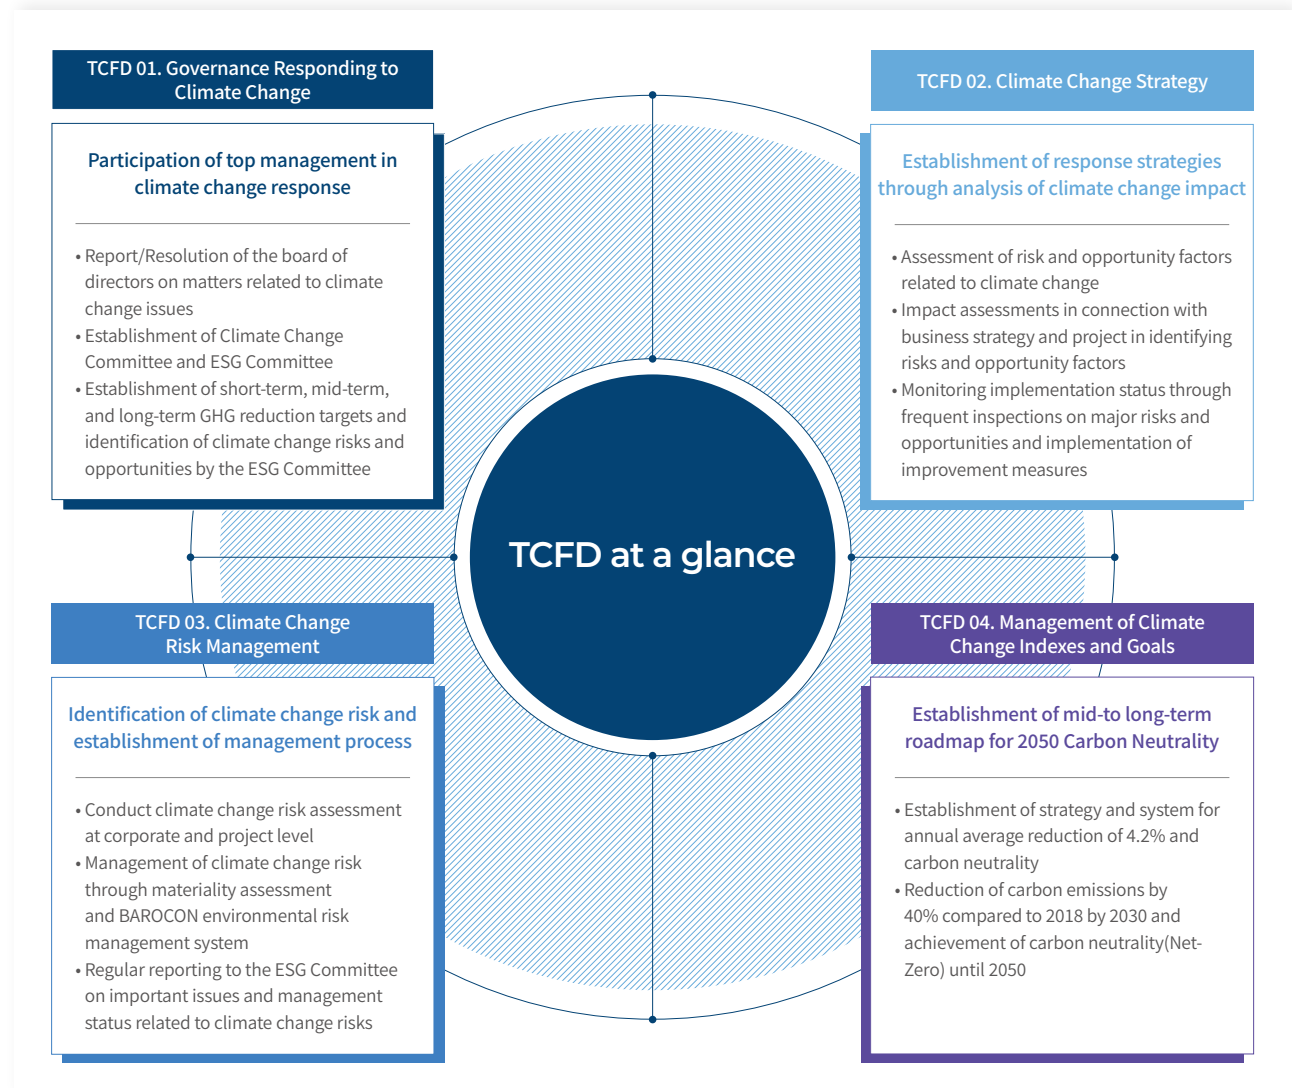 TCFD 01. Governance Responding to
Climate Change
Participation of top management in
climate change response
• Report/Resolution of the board of
directors on matters related to climate
change issues
• Establishment of Climate Change
Committee and ESG Committee
• Establishment of short-term, mid-term,
and long-term GHG reduction targets and
identification of climate change risks and
opportunities by the ESG Committee
TCFD 02. Climate Change Strategy
Establishment of response strategies
through analysis of climate change impact
• Assessment of risk and opportunity factors
related to climate change
• Impact assessments in connection with
business strategy and project in identifying
risks and opportunity factors
• Monitoring implementation status through
frequent inspections on major risks and
opportunities and implementation of
improvement measures
TCFD at a glance
TCFD 03. Climate Change
Risk Management
Identification of climate change risk and
establishment of management process
• Conduct climate change risk assessment
at corporate and project level
• Management of climate change risk
through materiality assessment
and BAROCON environmental risk
management system
• Regular reporting to the ESG Committee
on important issues and management
status related to climate change risks
TCFD 04. Management of Climate
Change Indexes and Goals
Establishment of mid-to long-term
roadmap for 2050 Carbon Neutrality
• Establishment of strategy and system for
annual average reduction of 4.2% and
carbon neutrality
• Reduction of carbon emissions by
40% compared to 2018 by 2030 and
achievement of carbon neutrality(Net-
Zero) until 2050